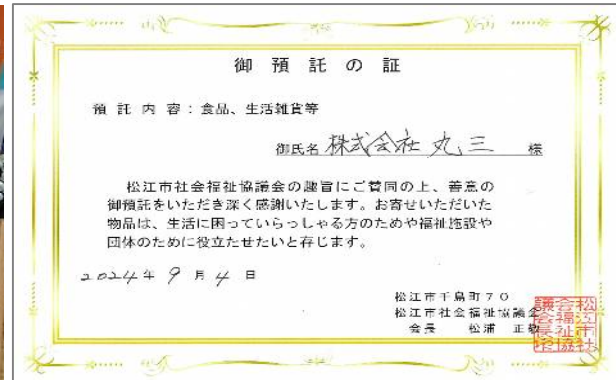 御 預 託 の 証
預 託 内 容 : 食品、生活雑貨等
御氏名 株式会社 丸三 様
松江市社会福祉協議会の趣旨にご賛同の上、善意の
御預託をいただき深く感謝いたします。お寄せいただいた
物品は、生活に困っていらっしゃる方のためや福祉施設や
団体のために役立たせたいと存じます。
2024年 9 月 4 日
松江市千鳥町70
松江市社会福祉協議会
会長 松浦 正敬